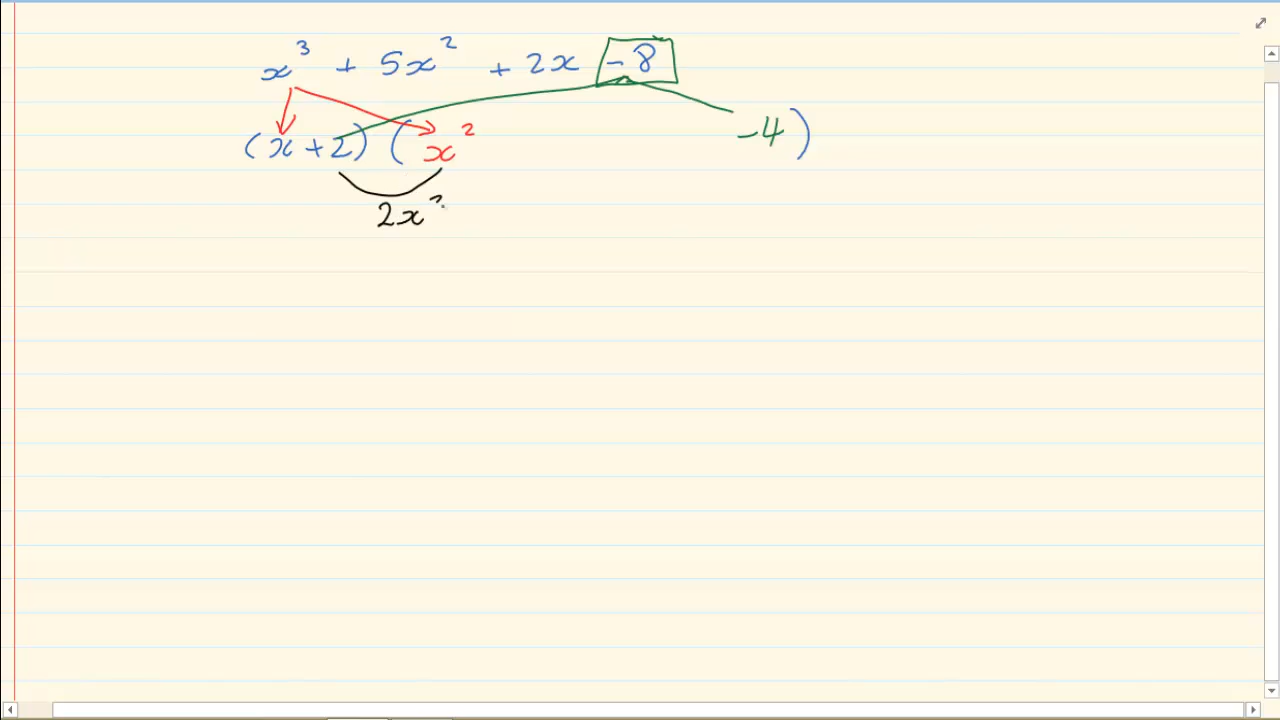 x³ + 5x² + 2x - 8
(x + 2) (x² - 4)
2x²